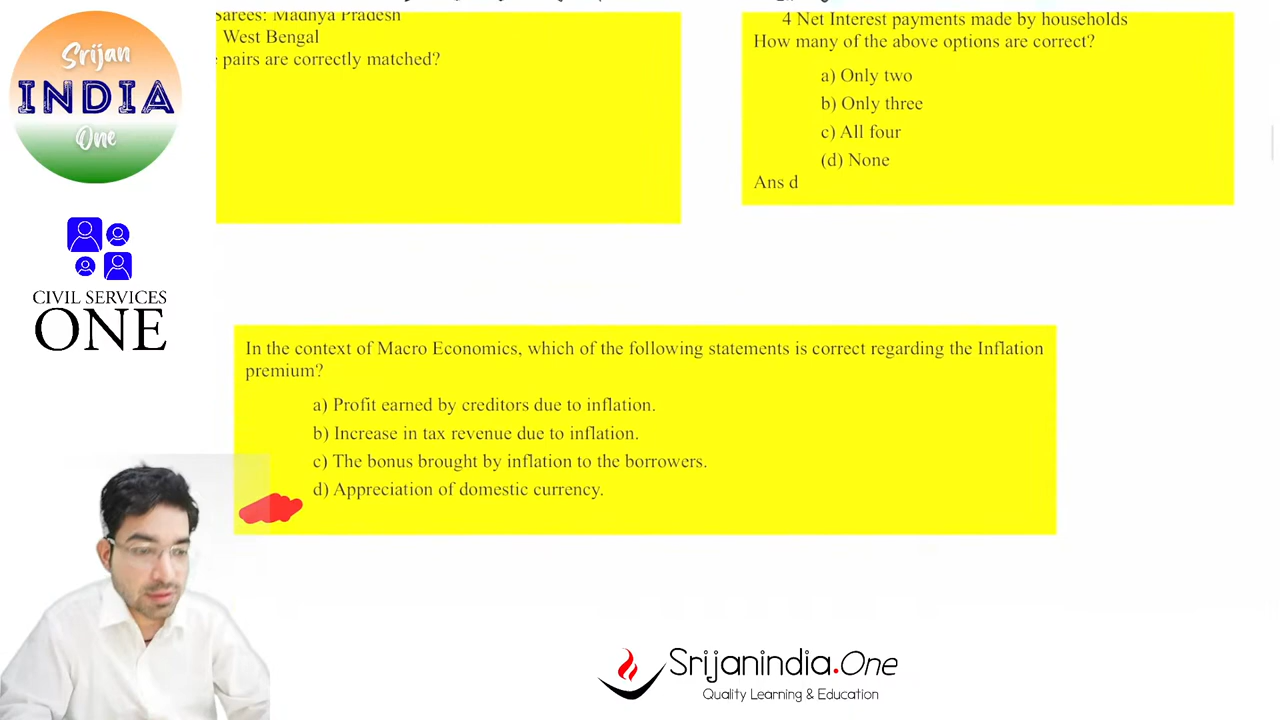 Srijan
INDIA
One
CIVIL SERVICES
ONE
Sarees: Madhya Pradesh
West Bengal
pairs are correctly matched?
4 Net Interest payments made by households
How many of the above options are correct?
a) Only two
b) Only three
c) All four
(d) None
Ans d
In the context of Macro Economics, which of the following statements is correct regarding the Inflation
premium?
a) Profit earned by creditors due to inflation.
b) Increase in tax revenue due to inflation.
c) The bonus brought by inflation to the borrowers.
d) Appreciation of domestic currency.
Srijanindia.One
Quality Learning & Education